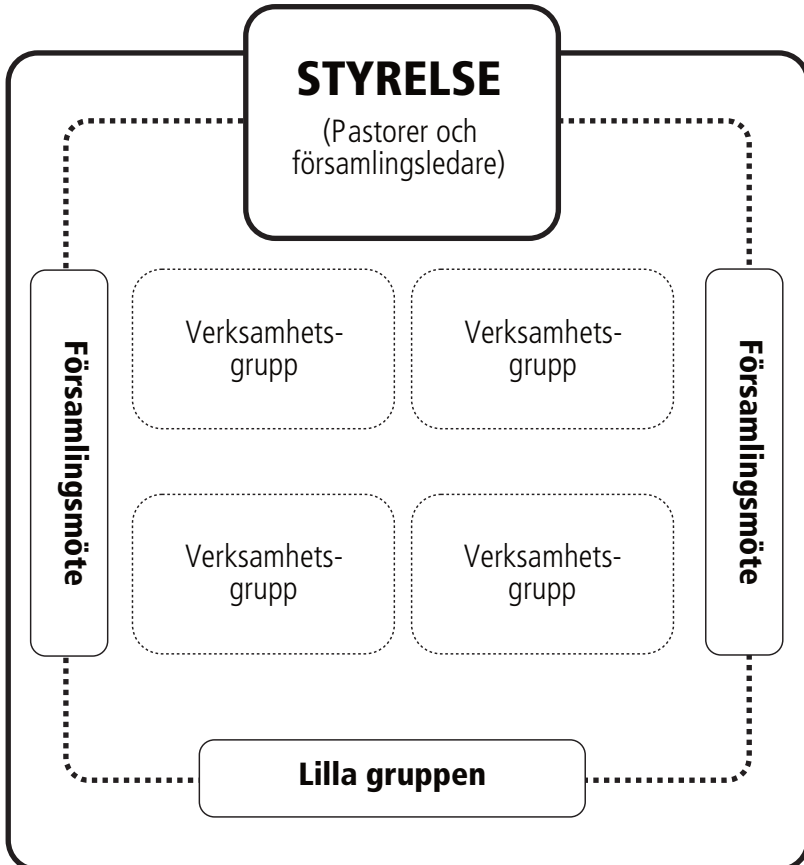 STYRELSE
(Pastorer och
församlingsledare)
Församlingsmöte
Verksamhets-
grupp
Verksamhets-
grupp
Församlingsmöte
Verksamhets-
grupp
Verksamhets-
grupp
Lilla gruppen